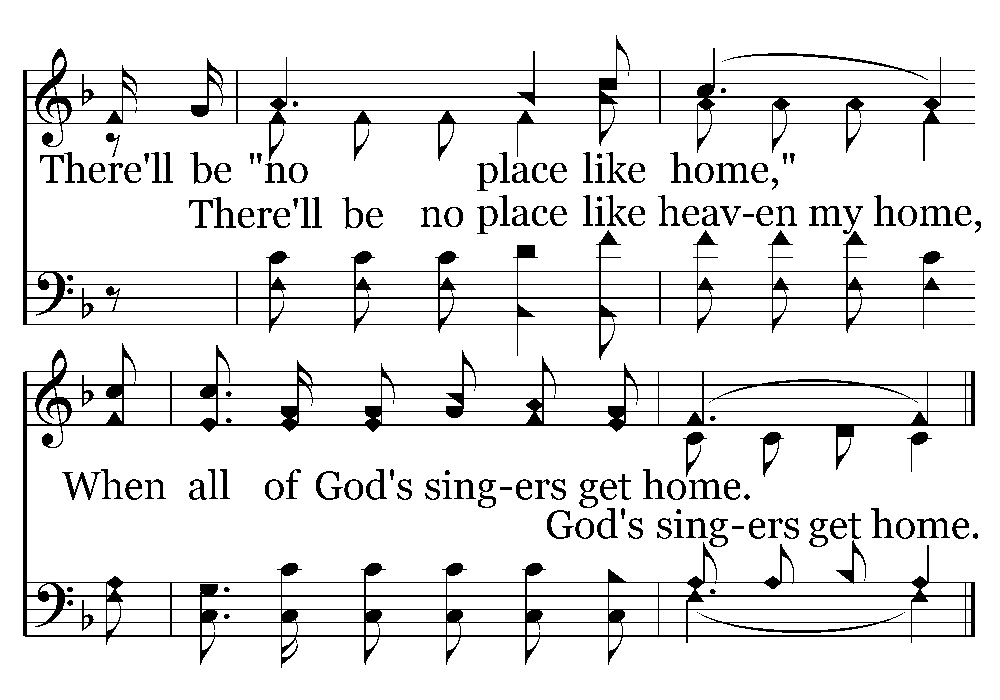 There'll be "no place like home,"
There'll be no place like heav-en my home,
When all of God's sing-ers get home.
God's sing-ers get home.